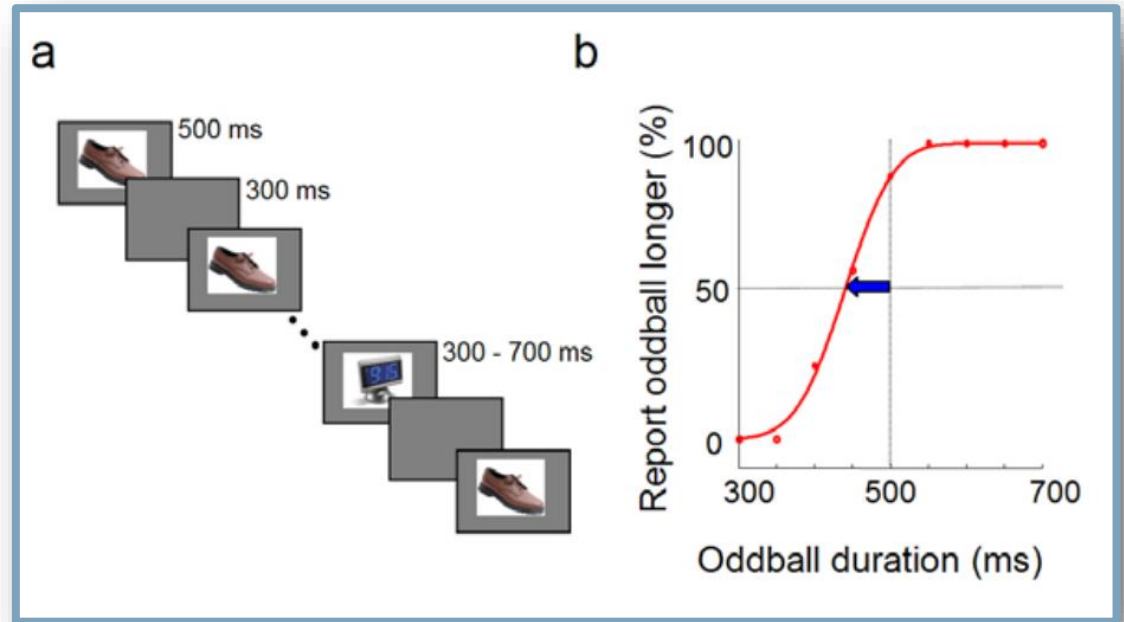 a
500 ms
300 ms
300 - 700 ms
9:15
b
Report oddball longer (%)
100
50
0
300
500
700
Oddball duration (ms)